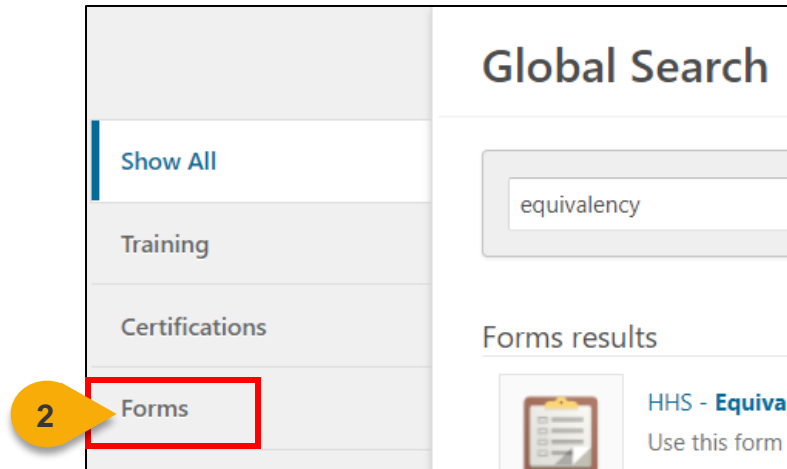 Global Search
Show All
Training
Certifications
2
Forms
equivalency
Forms results
HHS - Equiva
Use this form